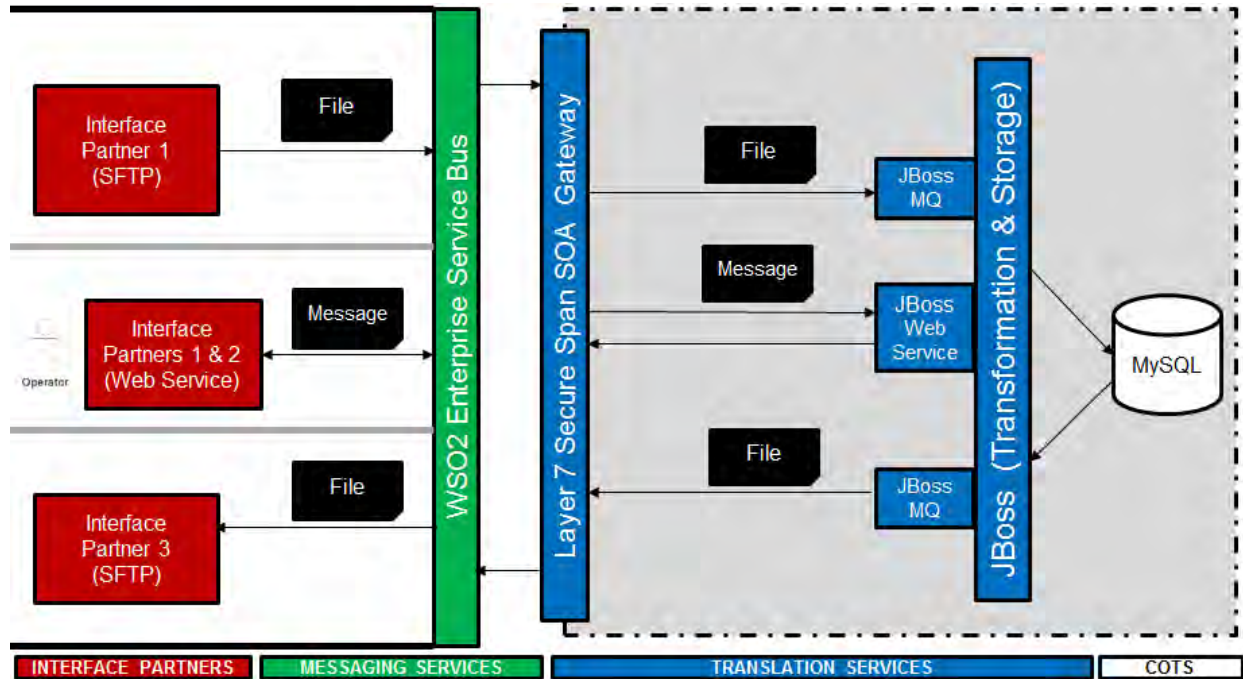 Interface
Partner 1
(SFTP)
File
Operator
Interface
Partners 1 & 2
(Web Service)
Message
Interface
Partner 3
(SFTP)
File
WSO2 Enterprise Service Bus
Layer 7 Secure Span SOA Gateway
File
JBoss
MQ
Message
JBoss
Web
Service
File
JBoss
MQ
JBoss (Transformation & Storage)
MySQL
INTERFACE PARTNERS
MESSAGING SERVICES
TRANSLATION SERVICES
COTS